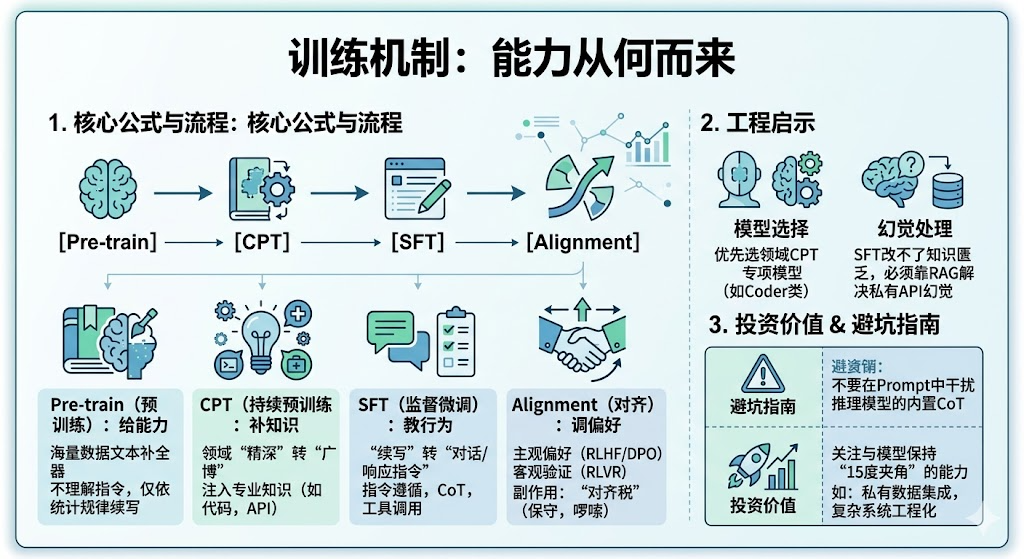 训练机制：能力从何而来
1. 核心公式与流程：核心公式与流程
[Pre-train]
[CPT]
[SFT]
[Alignment]
Pre-train（预
训练）：给能力
海量数据文本补全
器
不理解指令，仅依
统计规律续写
CPT（持续预训练
：补知识
领域“精深”转“广
博”
注入专业知识（如
代码，API）
SFT（监督微调）
：教行为
“续写”转“对话/
响应指令”
指令遵循，CoT，
工具调用
Alignment（对齐）
：调偏好
主观偏好（RLHF/DPO）
客观验证（RLVR）
副作用：“对齐税”
（保守，啰嗦）
2. 工程启示
模型选择
优先选领域CPT
专项模型
（如Coder类）
幻觉处理
SFT改不了知识匮
乏，必须靠RAG解
决私有API幻觉
3. 投资价值 & 避坑指南
避坑指南
不要在Prompt中干扰
推理模型的内置CoT
投资价值
关注与模型保持
“15度夹角”的能力
如：私有数据集成，
复杂系统工程化